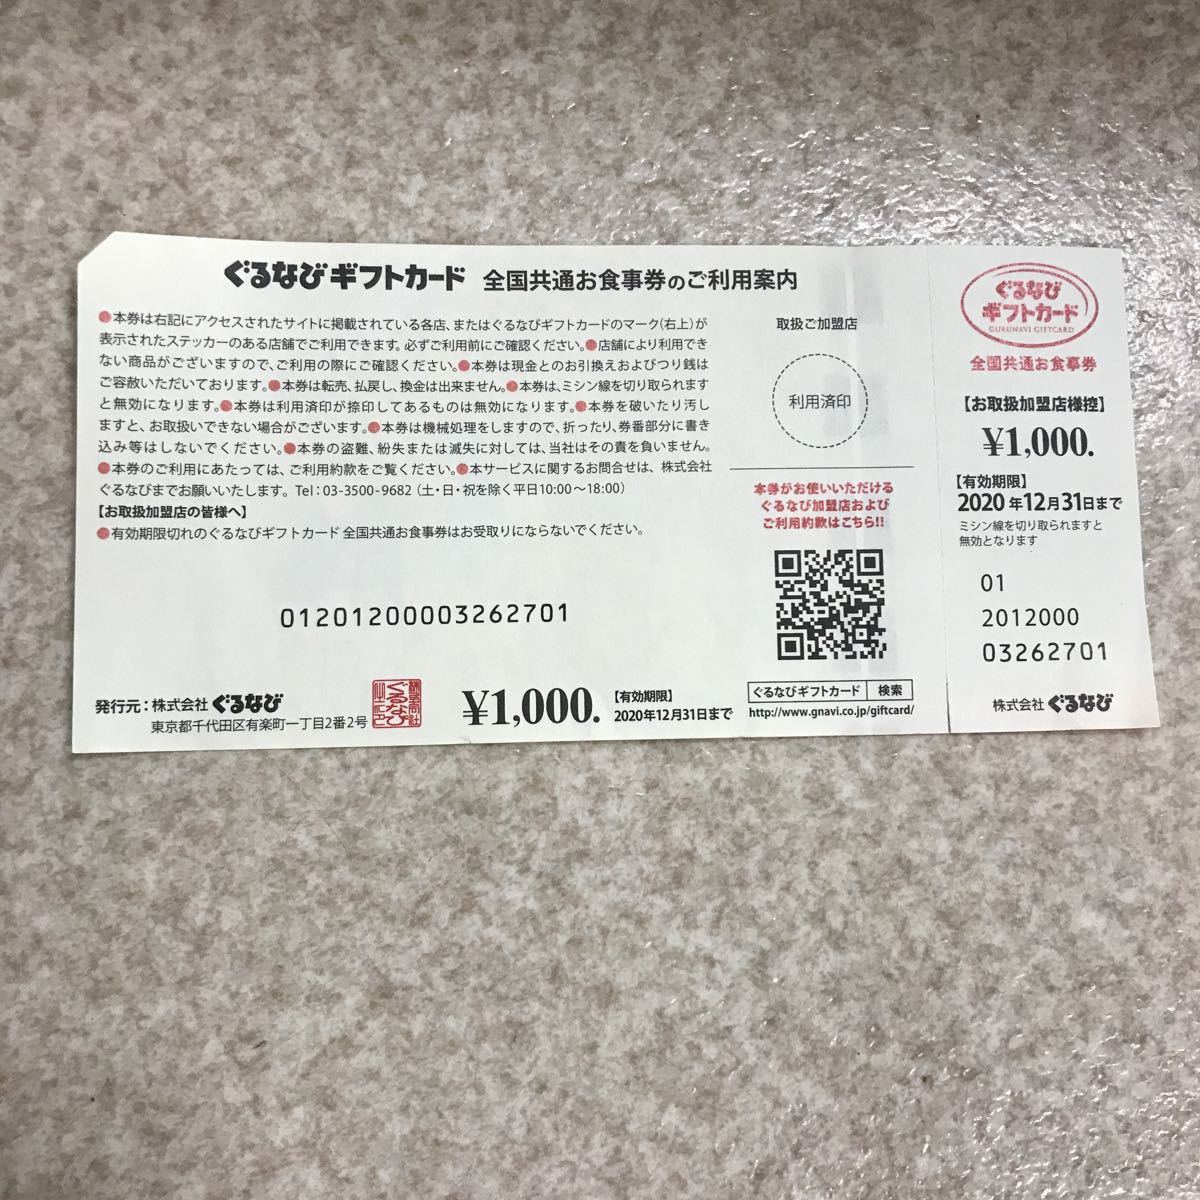 ぐるなび ギフトカード 全国共通お食事券のご利用案内
●本券は右記にアクセスされたサイトに掲載されている各店、またはぐるなびギフトカードのマーク(右上)が
表示されたステッカーのある店舗でご利用できます。必ずご利用前にご確認ください。●店舗により利用でき
ない商品がございますので、ご利用の際にご確認ください。●本券は現金とのお引換えおよびつり銭は
ご容赦いただいております。●本券は転売、払戻し、換金は出来ません。●本券は、ミシン線を切り取られます
と無効になります。●本券は利用済印が捺印してあるものは無効になります。●本券を破いたり汚し
ますと、お取扱いできない場合がございます。●本券は機械処理をしますので、折ったり、券番部分に書き
込み等はしないでください。●本券の盗難、紛失または滅失に対しては、当社はその責を負いません。
●本券のご利用にあたっては、ご利用約款をご覧ください。●本サービスに関するお問合せは、株式会社
ぐるなびまでお願いいたします。 Tel:03-3500-9682 (土・日・祝を除く平日10:00〜18:00)
【お取扱加盟店の皆様へ】
●有効期限切れのぐるなびギフトカード 全国共通お食事券はお受取りにならないでください。
01201200003262701
発行元:株式会社 ぐるなび
東京都千代田区有楽町一丁目2番2号
¥1,000.
【有効期限】
2020年12月31日まで
取扱ご加盟店
利用済印
本券がお使いいただける
ぐるなび加盟店および
ご利用約款はこちら!!
ぐるなびギフトカード 検索
http://www.gnavi.co.jp/giftcard/
ぐるなび
ギフトカード
GURUNAVI GIFTCARD
全国共通お食事券
【お取扱加盟店様控】
¥1,000.
【有効期限】
2020年12月31日まで
ミシン線を切り取られますと
無効となります
01
2012000
03262701
株式会社 ぐるなび